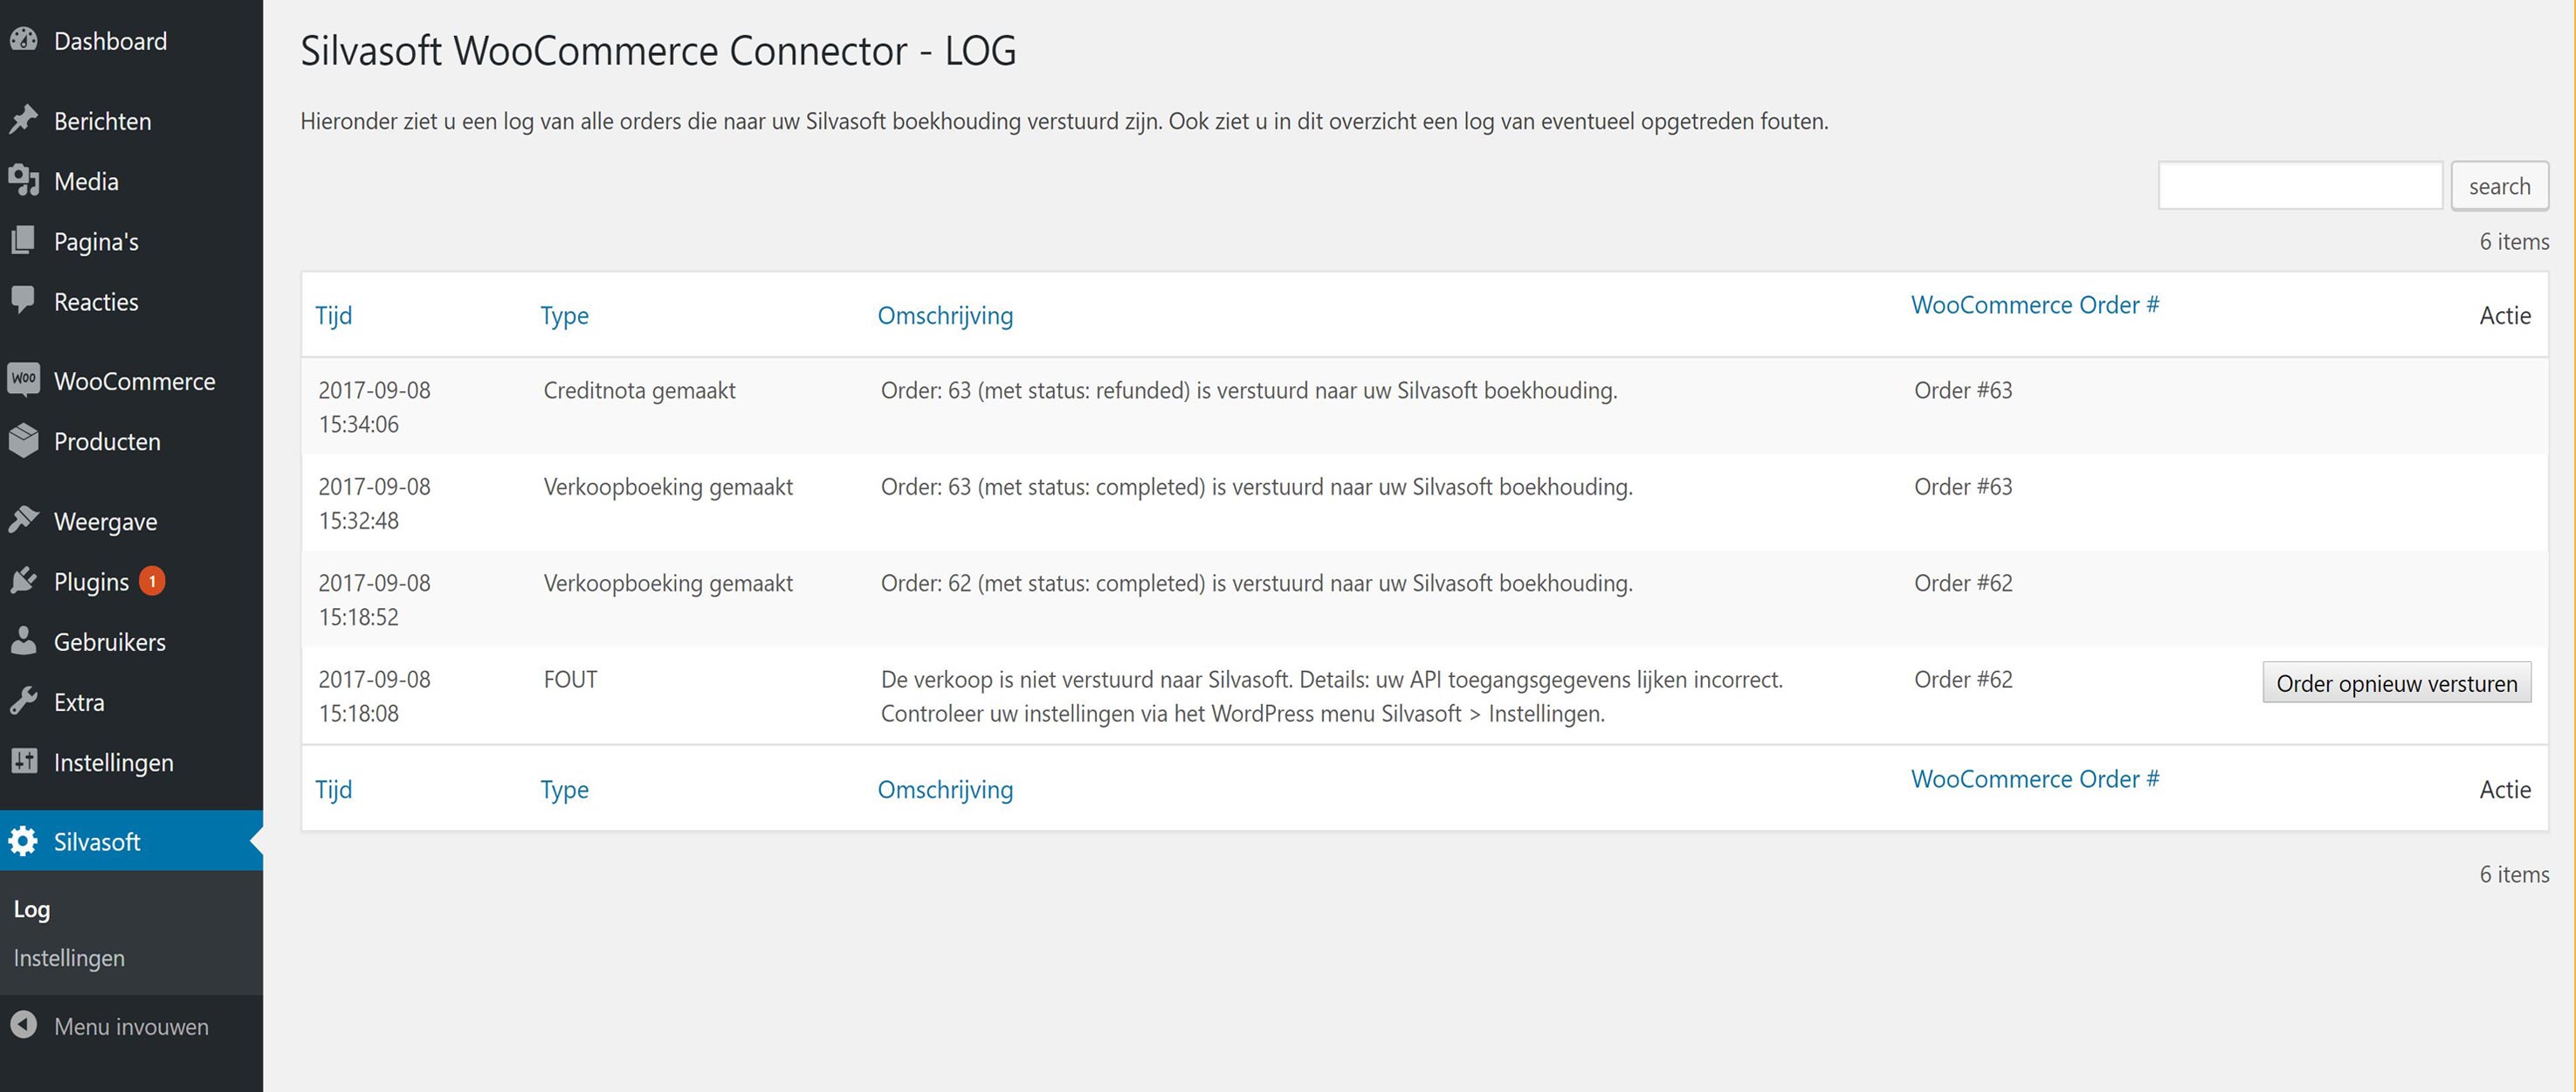 Dashboard
Berichten
Media
Pagina's
Reacties
Woo WooCommerce
Producten
Weergave
Plugins 1
Gebruikers
Extra
Instellingen
Silvasoft
Log
Instellingen
Menu invouwen
Silvasoft WooCommerce Connector - LOG
Hieronder ziet u een log van alle orders die naar uw Silvasoft boekhouding verstuurd zijn. Ook ziet u in dit overzicht een log van eventueel opgetreden fouten.
search
6 items
Tijd Type Omschrijving WooCommerce Order # Actie
2017-09-08 Creditnota gemaakt Order: 63 (met status: refunded) is verstuurd naar uw Silvasoft boekhouding. Order #63
15:34:06
2017-09-08 Verkoopboeking gemaakt Order: 63 (met status: completed) is verstuurd naar uw Silvasoft boekhouding. Order #63
15:32:48
2017-09-08 Verkoopboeking gemaakt Order: 62 (met status: completed) is verstuurd naar uw Silvasoft boekhouding. Order #62
15:18:52
2017-09-08 FOUT De verkoop is niet verstuurd naar Silvasoft. Details: uw API toegangsgegevens lijken incorrect. Order #62 Order opnieuw versturen
15:18:08 Controleer uw instellingen via het WordPress menu Silvasoft > Instellingen.
Tijd Type Omschrijving WooCommerce Order # Actie
6 items